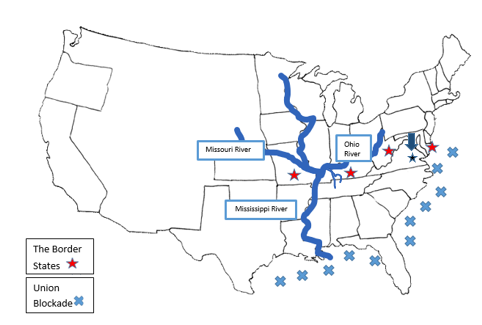 Missouri River
Ohio
River
Mississippi River
The Border
States
Union
Blockade